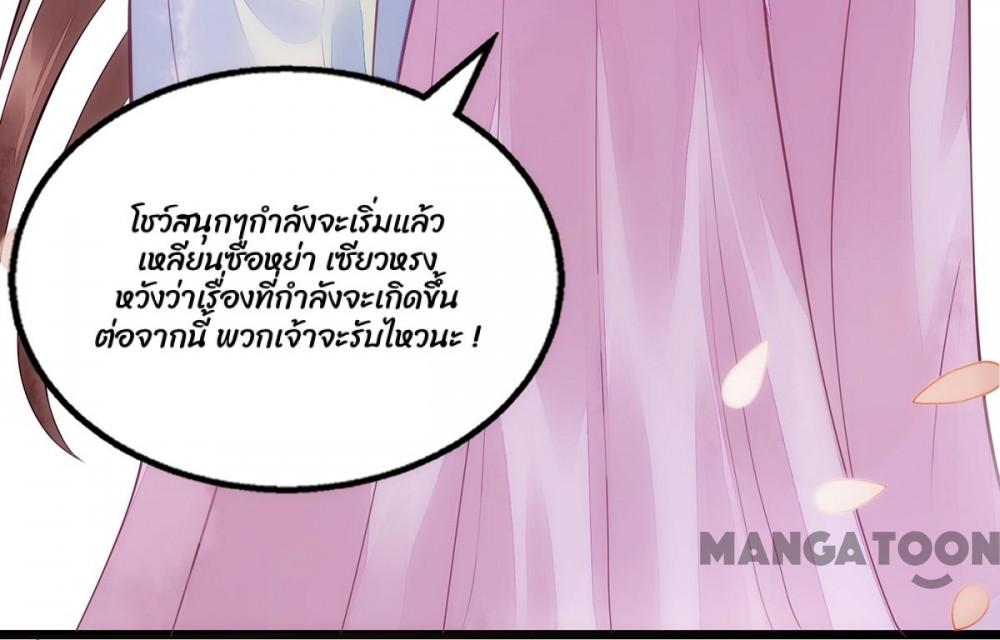 โชว์สนุกๆกำลังจะเริ่มแล้ว
เหลียนซือหย่า เซียวหรง
หวังว่าเรื่องที่กำลังจะเกิดขึ้น
ต่อจากนี้ พวกเจ้าจะรับไหวนะ !
MANGATOON